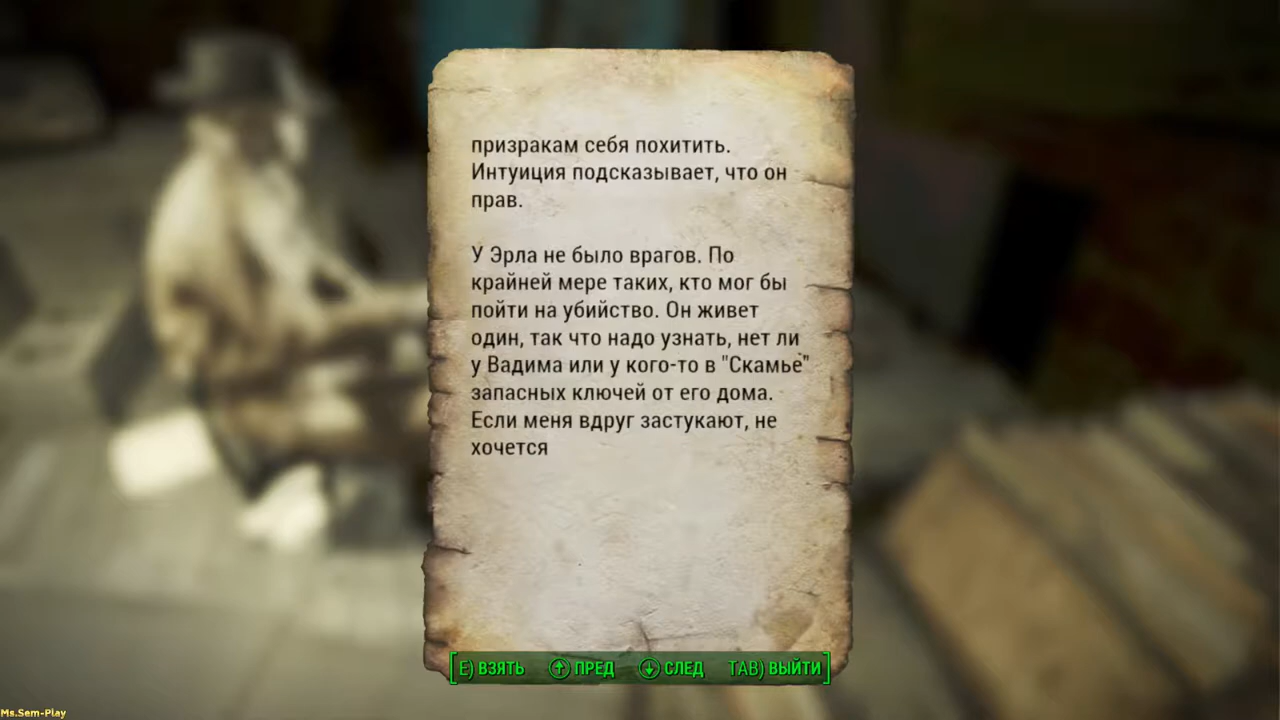 призракам себя похитить.
Интуиция подсказывает, что он
прав.
У Эрла не было врагов. По
крайней мере таких, кто мог бы
пойти на убийство. Он живет
один, так что надо узнать, нет ли
у Вадима или у кого-то в "Скамье"
запасных ключей от его дома.
Если меня вдруг застукают, не
хочется
E) ВЗЯТЬ ПРЕД СЛЕД TAB) ВЫЙТИ
Ms.Sem-Play